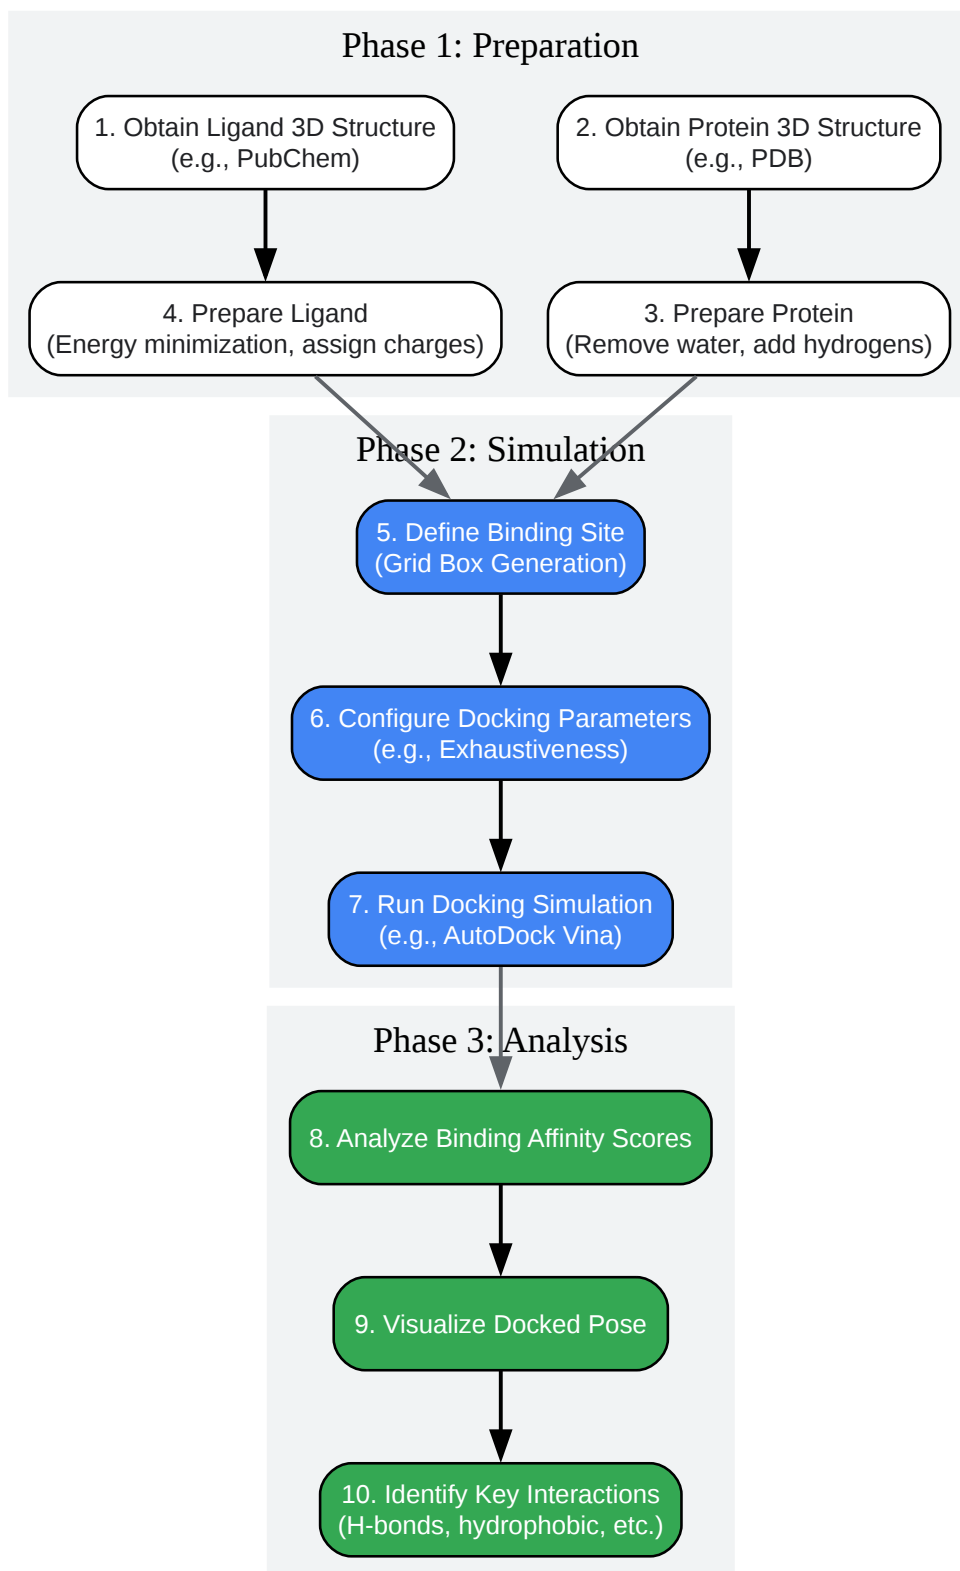 Phase 1: Preparation
1. Obtain Ligand 3D Structure
(e.g., PubChem)
2. Obtain Protein 3D Structure
(e.g., PDB)
4. Prepare Ligand
(Energy minimization, assign charges)
3. Prepare Protein
(Remove water, add hydrogens)
Phase 2: Simulation
5. Define Binding Site
(Grid Box Generation)
6. Configure Docking Parameters
(e.g., Exhaustiveness)
7. Run Docking Simulation
(e.g., AutoDock Vina)
Phase 3: Analysis
8. Analyze Binding Affinity Scores
9. Visualize Docked Pose
10. Identify Key Interactions
(H-bonds, hydrophobic, etc.)